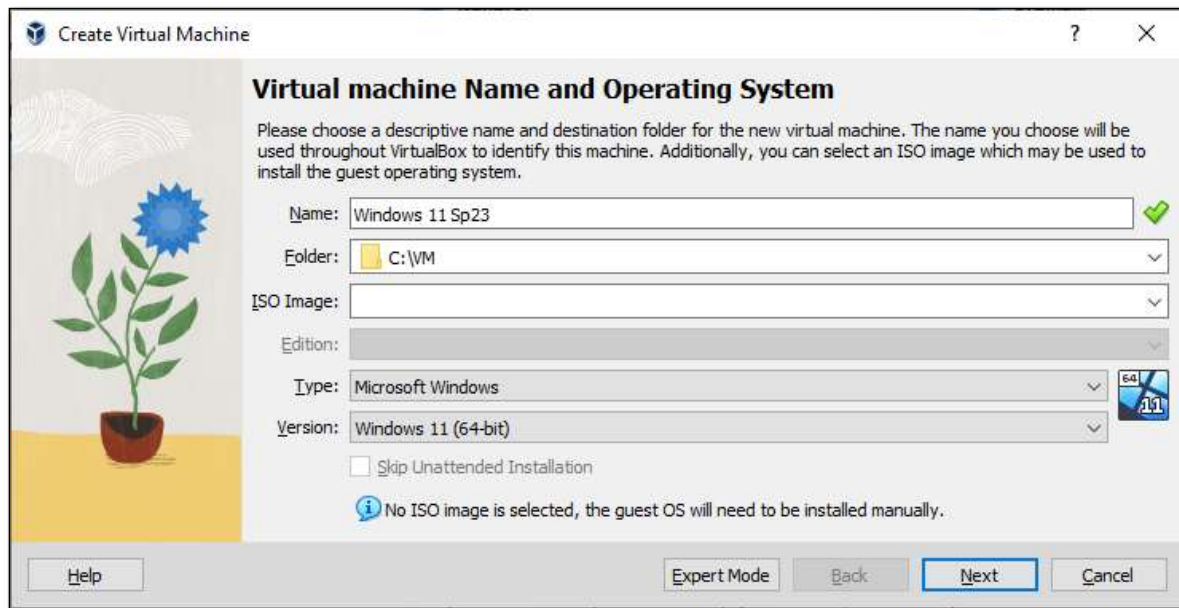 Create Virtual Machine
?
Virtual machine Name and Operating System
Please choose a descriptive name and destination folder for the new virtual machine. The name you choose will be
used throughout VirtualBox to identify this machine. Additionally, you can select an ISO image which may be used to
install the guest operating system.
Name: Windows 11 Sp23
Folder: C:\VM
ISO Image:
Edition:
Type: Microsoft Windows
64
11
Version: Windows 11 (64-bit)
Skip Unattended Installation
No ISO image is selected, the guest OS will need to be installed manually.
Help Expert Mode Back Next Cancel